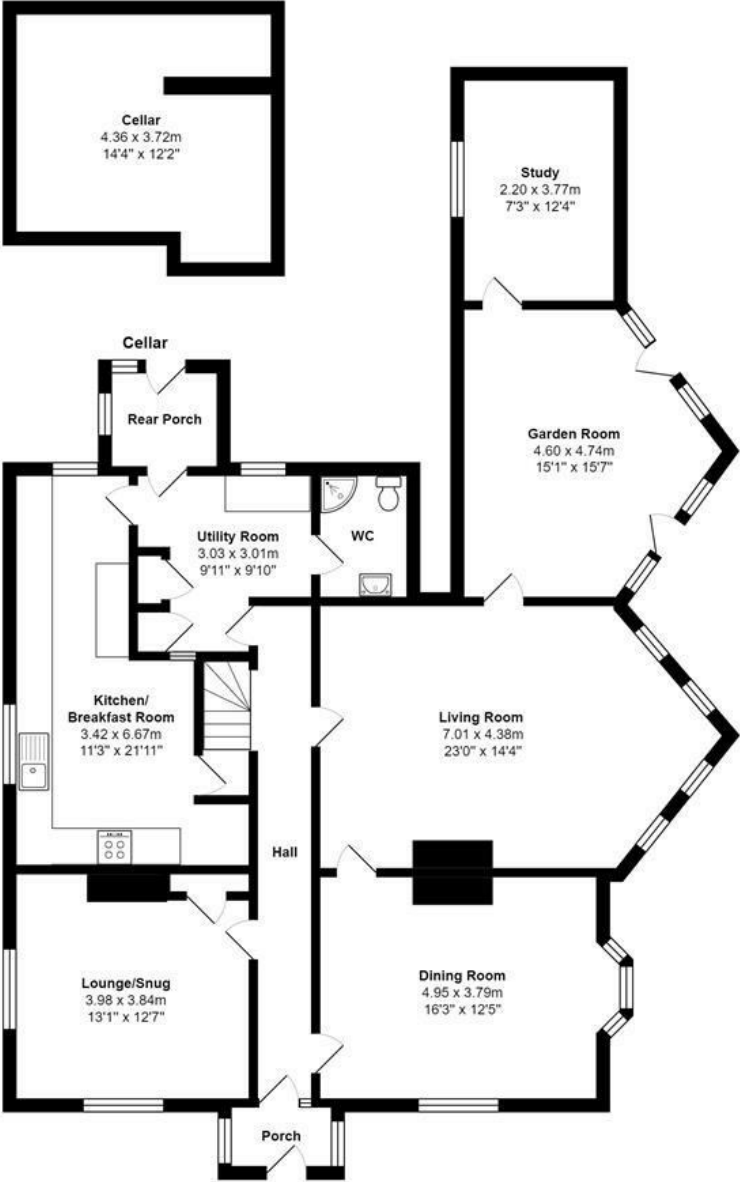 Cellar
4.36 x 3.72m
14'4" x 12'2"
Study
2.20 x 3.77m
7'3" x 12'4"
Cellar
Rear Porch
Garden Room
4.60 x 4.74m
15'1" x 15'7"
Utility Room
3.03 x 3.01m
9'11" x 9'10"
WC
Kitchen/
Breakfast Room
3.42 x 6.67m
11'3" x 21'11"
Living Room
7.01 x 4.38m
23'0" x 14'4"
Hall
Lounge/Snug
3.98 x 3.84m
13'1" x 12'7"
Dining Room
4.95 x 3.79m
16'3" x 12'5"
Porch